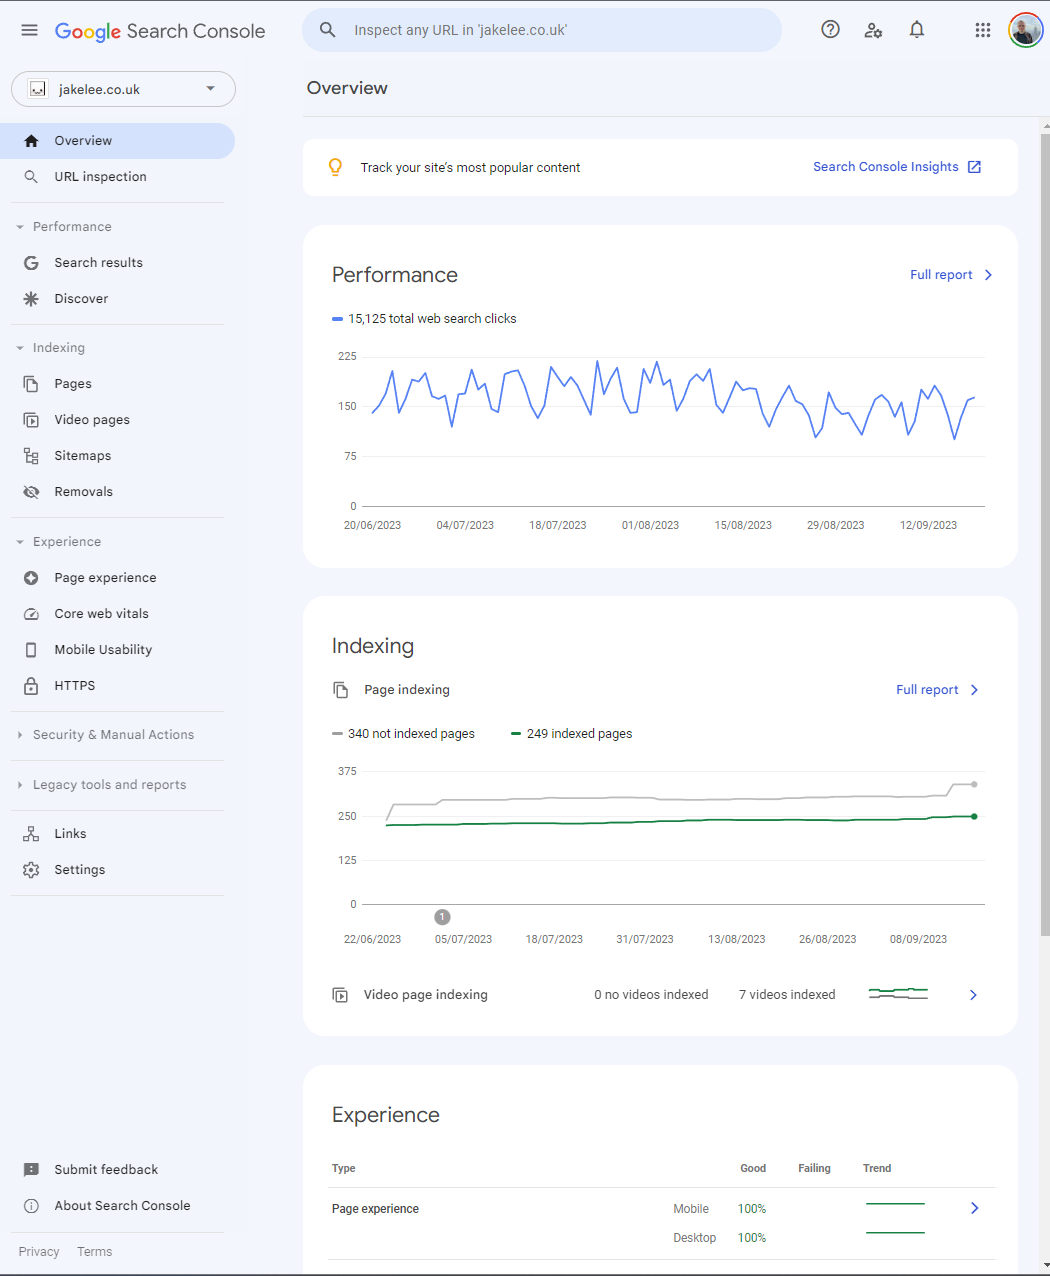 Google Search Console
Inspect any URL in 'jakelee.co.uk'
jakelee.co.uk
Overview
URL inspection
Performance
Search results
Discover
Indexing
Pages
Video pages
Sitemaps
Removals
Experience
Page experience
Core web vitals
Mobile Usability
HTTPS
Security & Manual Actions
Legacy tools and reports
Links
Settings
Submit feedback
About Search Console
Privacy Terms
Overview
Track your site's most popular content Search Console Insights
Performance Full report
15,125 total web search clicks
225
150
75
0
20/06/2023 04/07/2023 18/07/2023 01/08/2023 15/08/2023 29/08/2023 12/09/2023
Indexing
Page indexing Full report
340 not indexed pages 249 indexed pages
375
250
125
0
1
22/06/2023 05/07/2023 18/07/2023 31/07/2023 13/08/2023 26/08/2023 08/09/2023
Video page indexing 0 no videos indexed 7 videos indexed
Experience
Type Good Failing Trend
Page experience Mobile 100%
Desktop 100%